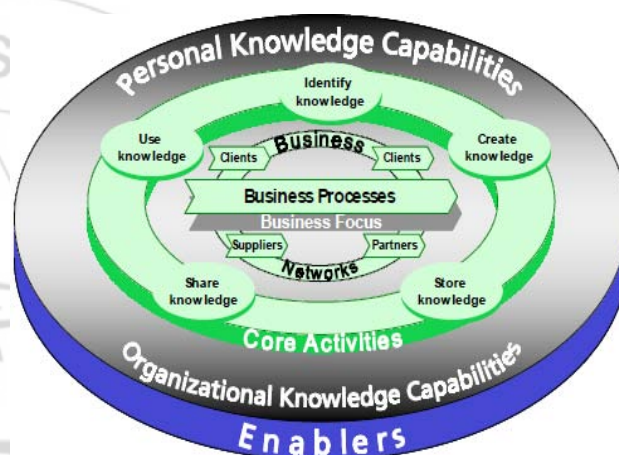 Personal Knowledge Capabilities
Identify
knowledge
Use
knowledge
Create
knowledge
Business
Clients
Clients
Business Processes
Business Focus
Suppliers
Partners
Networks
Share
knowledge
Store
knowledge
Core Activities
Organizational Knowledge Capabilities
Enablers